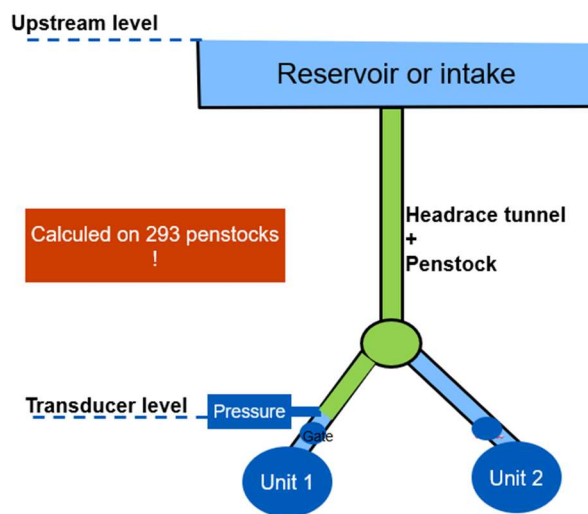 Upstream level
Reservoir or intake
Calculed on 293 penstocks
!
Headrace tunnel
+
Penstock
Transducer level
Pressure
Gate
Unit 1
Unit 2